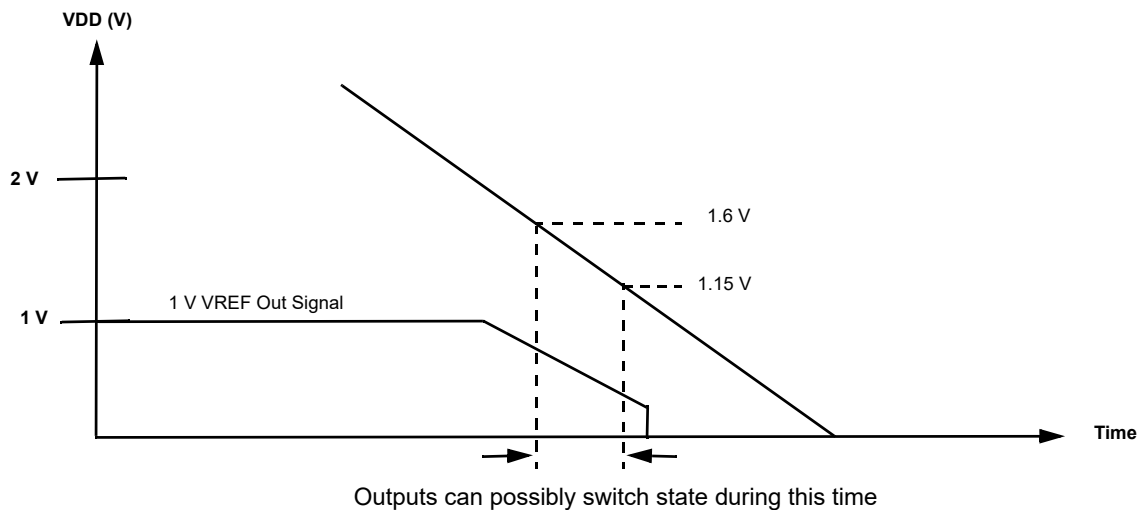 VDD (V)
2 V
1.6 V
1.15 V
1 V VREF Out Signal
1 V
Time
Outputs can possibly switch state during this time